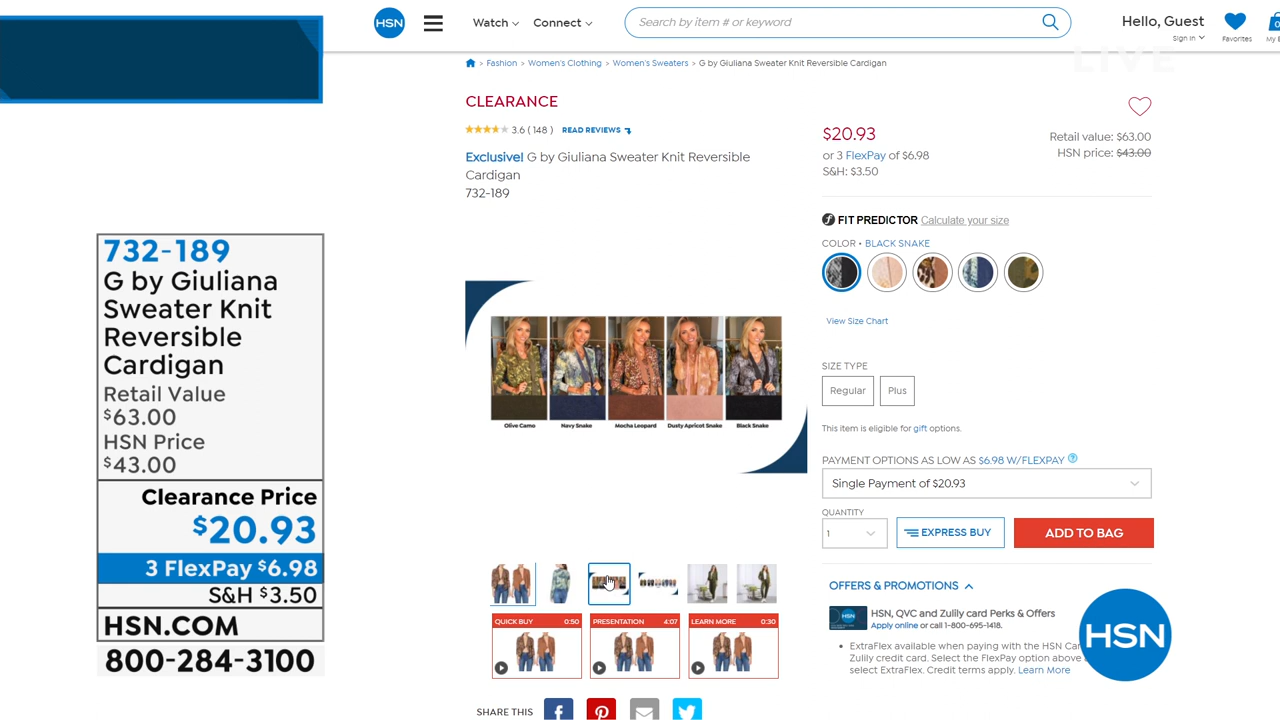 HSN
Watch
Connect
Search by item # or keyword
Hello, Guest
Sign In
Favorites
0
My
LIVE
> Fashion > Women's Clothing > Women's Sweaters > G by Giuliana Sweater Knit Reversible Cardigan
CLEARANCE
3.6 ( 148 ) READ REVIEWS
Exclusive! G by Giuliana Sweater Knit Reversible
Cardigan
732-189
$20.93
or 3 FlexPay of $6.98
S&H: $3.50
Retail value: $63.00
HSN price: $43.00
f FIT PREDICTOR Calculate your size
COLOR • BLACK SNAKE
View Size Chart
SIZE TYPE
Regular
Plus
This item is eligible for gift options.
PAYMENT OPTIONS AS LOW AS $6.98 W/FLEXPAY ?
Single Payment of $20.93
QUANTITY
1
EXPRESS BUY
ADD TO BAG
OFFERS & PROMOTIONS
HSN, QVC and Zulily card Perks & Offers
Apply online or call 1-800-695-1418.
• ExtraFlex available when paying with the HSN Car
Zulily credit card. Select the FlexPay option above
select ExtraFlex. Credit terms apply. Learn More
HSN
732-189
G by Giuliana
Sweater Knit
Reversible
Cardigan
Retail Value
$63.00
HSN Price
$43.00
Clearance Price
$20.93
3 FlexPay $6.98
S&H $3.50
HSN.COM
800-284-3100
Olive Camo
Navy Snake
Mocha Leopard
Dusty Apricot Snake
Black Snake
QUICK BUY 0:50
PRESENTATION 4:07
LEARN MORE 0:30
SHARE THIS